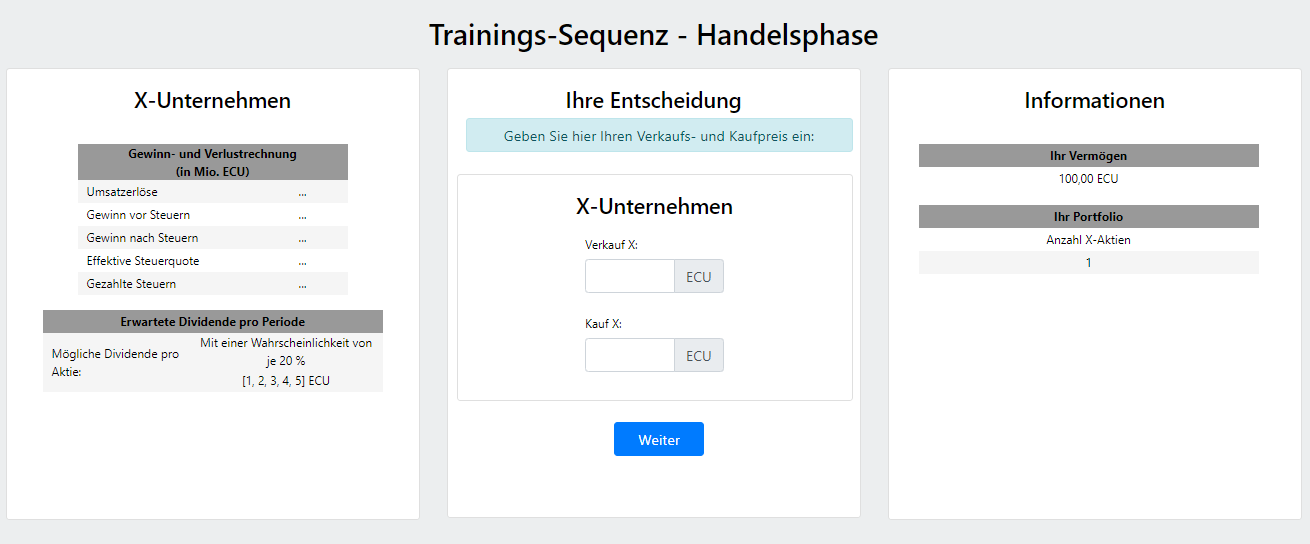 Trainings-Sequenz - Handelsphase
X-Unternehmen
Gewinn- und Verlustrechnung
(in Mio. ECU)
Umsatzerlöse ...
Gewinn vor Steuern ...
Gewinn nach Steuern ...
Effektive Steuerquote ...
Gezahlte Steuern ...
Erwartete Dividende pro Periode
Mögliche Dividende pro
Aktie:
Mit einer Wahrscheinlichkeit von
je 20 %
[1, 2, 3, 4, 5] ECU
Ihre Entscheidung
Geben Sie hier Ihren Verkaufs- und Kaufpreis ein:
X-Unternehmen
Verkauf X:
ECU
Kauf X:
ECU
Weiter
Informationen
Ihr Vermögen
100,00 ECU
Ihr Portfolio
Anzahl X-Aktien
1